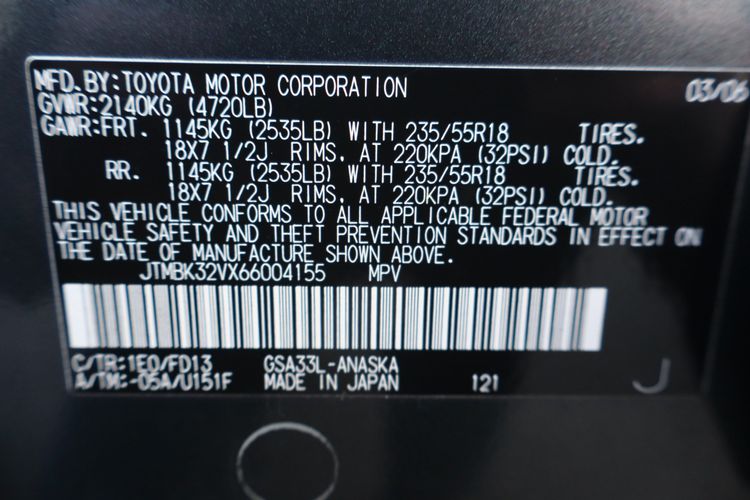 MFD.BY:TOYOTA MOTOR CORPORATION 03/06
GVWR:2140KG (4720LB)
GAWR:FRT. 1145KG (2535LB) WITH 235/55R18 TIRES.
18X7 1/2J RIMS, AT 220KPA (32PSI) COLD.
RR. 1145KG (2535LB) WITH 235/55R18 TIRES.
18X7 1/2J RIMS, AT 220KPA (32PSI) COLD.
THIS VEHICLE CONFORMS TO ALL APPLICABLE FEDERAL MOTOR
VEHICLE SAFETY AND THEFT PREVENTION STANDARDS IN EFFECT ON
THE DATE OF MANUFACTURE SHOWN ABOVE.
JTMBK32VX66004155 MPV
C/TR:1E0/FD13 GSA33L-ANASKA
A/TM:-05A/U151F MADE IN JAPAN 121 J